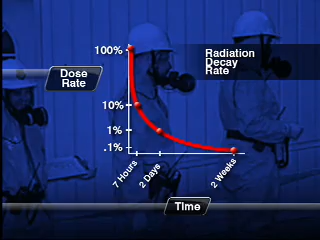 100%
Radiation
Decay
Rate
Dose
Rate
10%
1%
.1%
7 Hours
2 Days
2 Weeks
Time